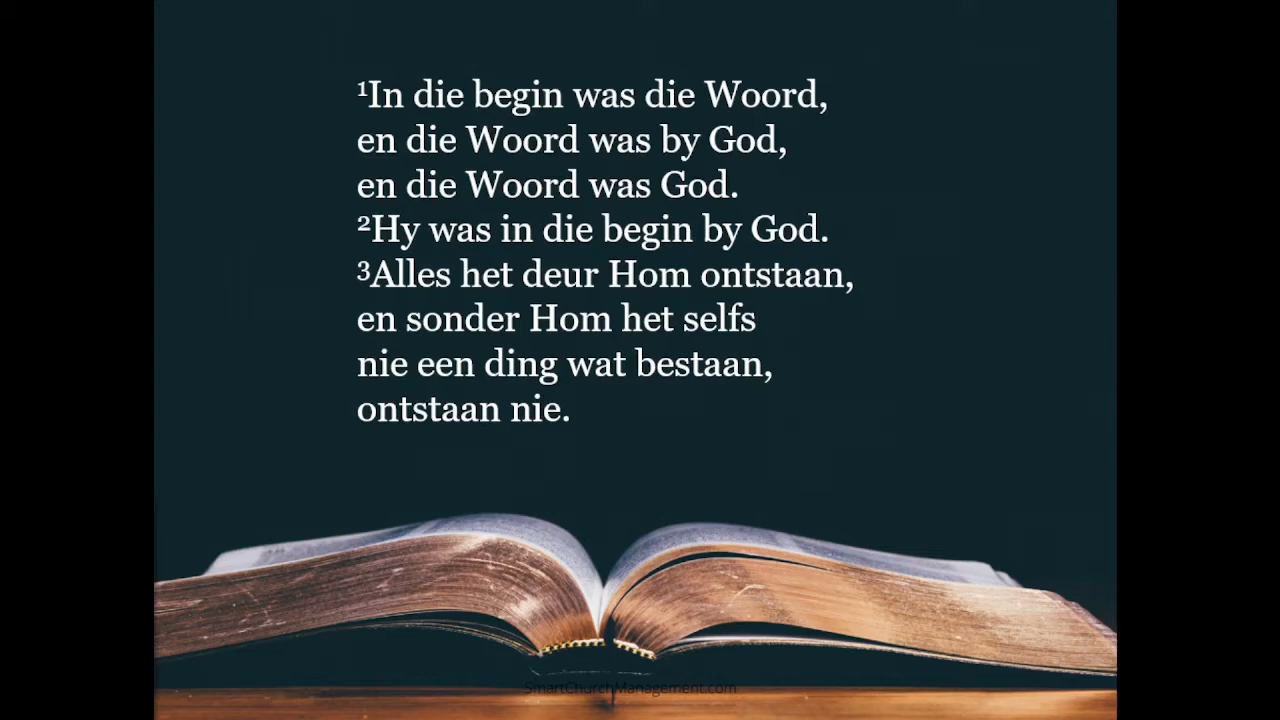 ¹In die begin was die Woord,
en die Woord was by God,
en die Woord was God.
²Hy was in die begin by God.
³Alles het deur Hom ontstaan,
en sonder Hom het selfs
nie een ding wat bestaan,
ontstaan nie.
SmartChurchManagement.com